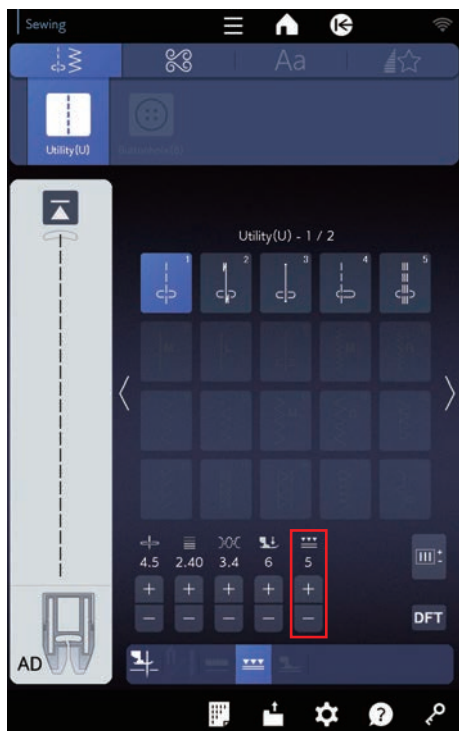 Sewing
Aa
Utility(U)
Utility(U) - 1 / 2
1 2 3 4 5
4.5 2.40 3.4 6 5
+ + + + +
− − − − −
DFT
AD
?